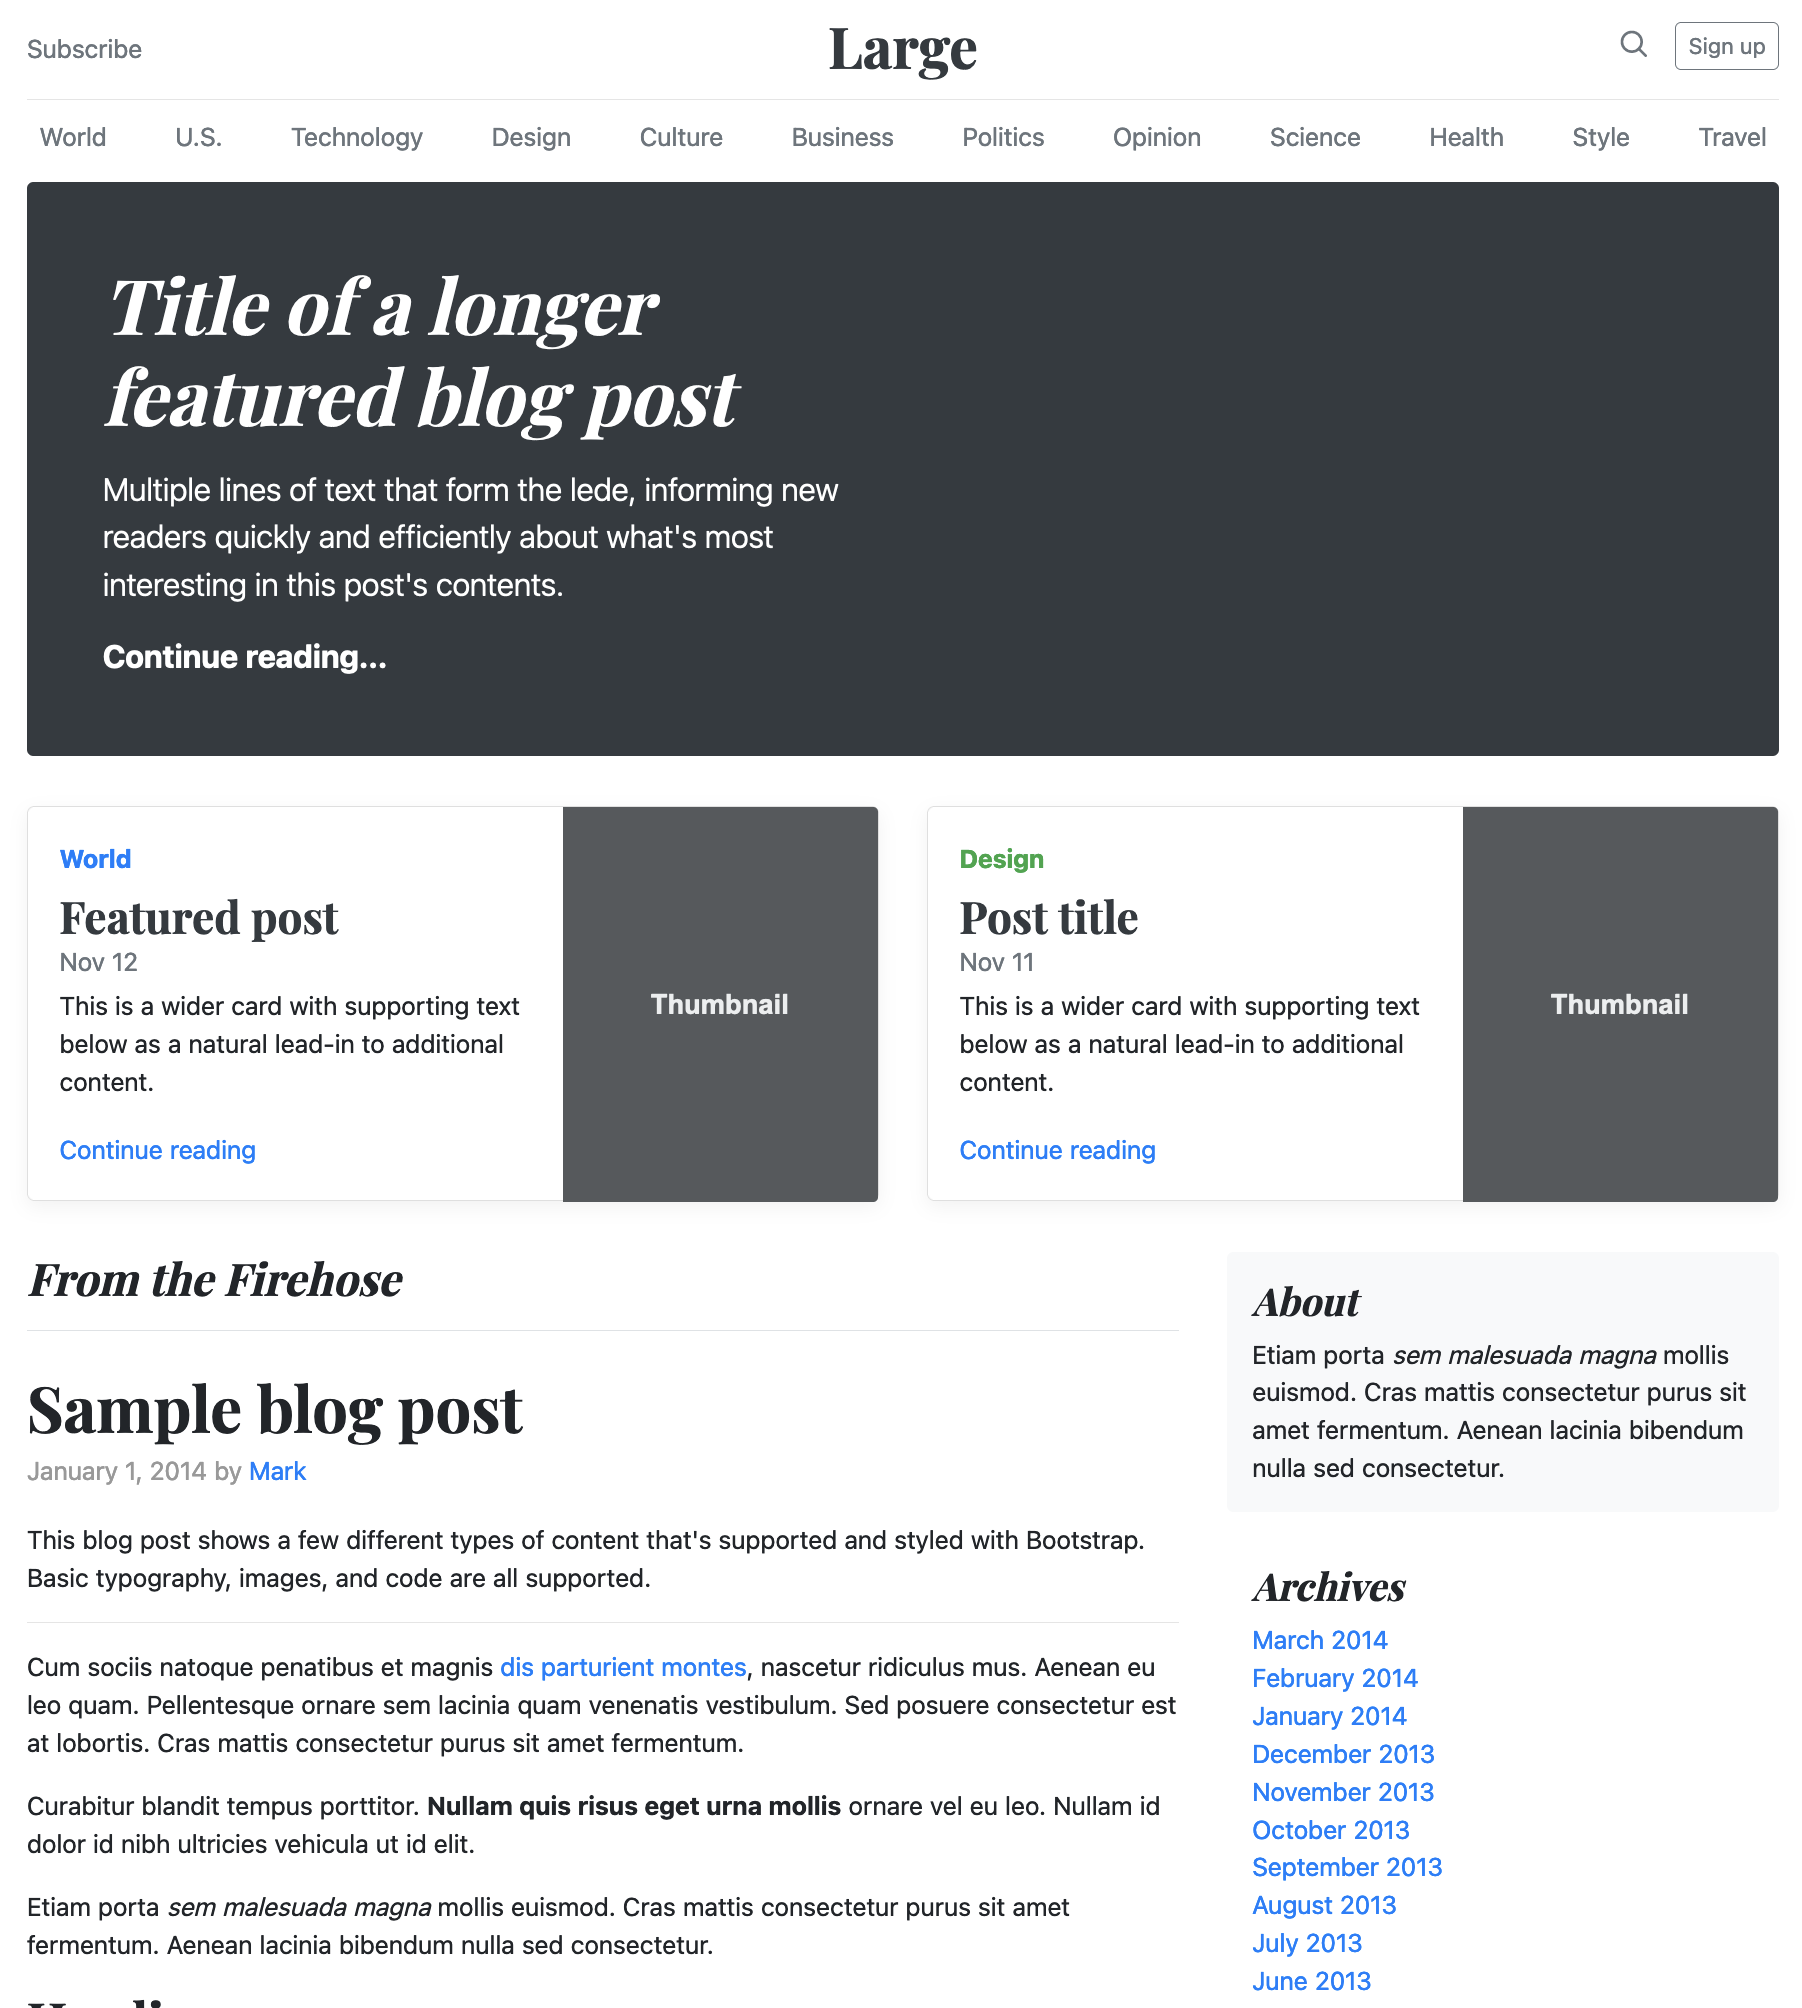 Subscribe
Large
Sign up
World U.S. Technology Design Culture Business Politics Opinion Science Health Style Travel
Title of a longer
featured blog post
Multiple lines of text that form the lede, informing new
readers quickly and efficiently about what's most
interesting in this post's contents.
Continue reading...
World
Featured post
Nov 12
This is a wider card with supporting text
below as a natural lead-in to additional
content.
Continue reading
Thumbnail
Design
Post title
Nov 11
This is a wider card with supporting text
below as a natural lead-in to additional
content.
Continue reading
Thumbnail
From the Firehose
Sample blog post
January 1, 2014 by Mark
This blog post shows a few different types of content that's supported and styled with Bootstrap.
Basic typography, images, and code are all supported.
Cum sociis natoque penatibus et magnis dis parturient montes, nascetur ridiculus mus. Aenean eu
leo quam. Pellentesque ornare sem lacinia quam venenatis vestibulum. Sed posuere consectetur est
at lobortis. Cras mattis consectetur purus sit amet fermentum.
Curabitur blandit tempus porttitor. Nullam quis risus eget urna mollis ornare vel eu leo. Nullam id
dolor id nibh ultricies vehicula ut id elit.
Etiam porta sem malesuada magna mollis euismod. Cras mattis consectetur purus sit amet
fermentum. Aenean lacinia bibendum nulla sed consectetur.
About
Etiam porta sem malesuada magna mollis
euismod. Cras mattis consectetur purus sit
amet fermentum. Aenean lacinia bibendum
nulla sed consectetur.
Archives
March 2014
February 2014
January 2014
December 2013
November 2013
October 2013
September 2013
August 2013
July 2013
June 2013